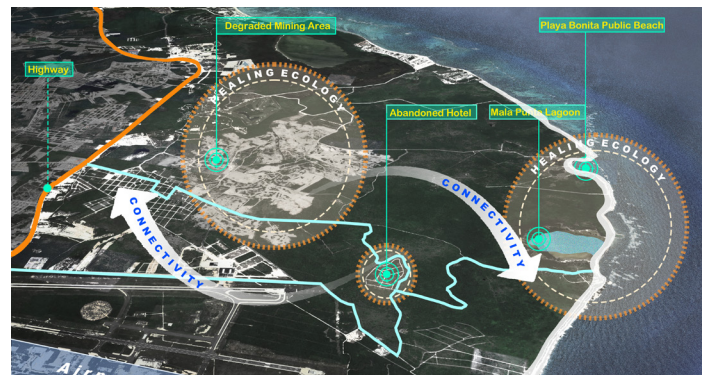 Degraded Mining Area
Playa Bonita Public Beach
Highway
HEALING ECOLOGY
Abandoned Hotel
Maia Punta Lagoon
HEALING ECOLOGY
CONNECTIVITY
CONNECTIVITY